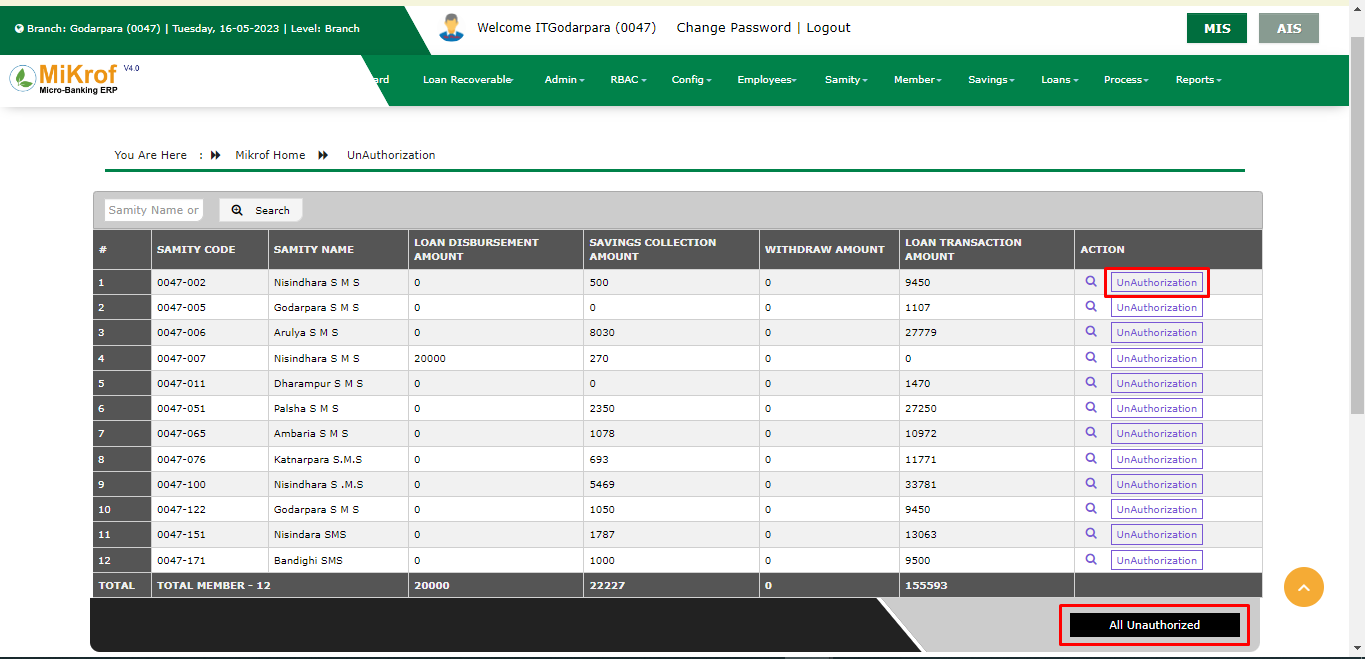 Branch: Godarpara (0047) | Tuesday, 16-05-2023 | Level: Branch
Welcome ITGodarpara (0047) Change Password | Logout
MIS AIS
MiKrof V4.0
Micro-Banking ERP
ard Loan Recoverable Admin RBAC Config Employees Samity Member Savings Loans Process Reports
You Are Here : Mikrof Home UnAuthorization
Samity Name or Search
# SAMITY CODE SAMITY NAME LOAN DISBURSEMENT AMOUNT SAVINGS COLLECTION AMOUNT WITHDRAW AMOUNT LOAN TRANSACTION AMOUNT ACTION
1 0047-002 Nisindhara S M S 0 500 0 9450 UnAuthorization
2 0047-005 Godarpara S M S 0 0 0 1107 UnAuthorization
3 0047-006 Arulya S M S 0 8030 0 27779 UnAuthorization
4 0047-007 Nisindhara S M S 20000 270 0 0 UnAuthorization
5 0047-011 Dharampur S M S 0 0 0 1470 UnAuthorization
6 0047-051 Palsha S M S 0 2350 0 27250 UnAuthorization
7 0047-065 Ambaria S M S 0 1078 0 10972 UnAuthorization
8 0047-076 Katnarpara S.M.S 0 693 0 11771 UnAuthorization
9 0047-100 Nisindhara S .M.S 0 5469 0 33781 UnAuthorization
10 0047-122 Godarpara S M S 0 1050 0 9450 UnAuthorization
11 0047-151 Nisindara SMS 0 1787 0 13063 UnAuthorization
12 0047-171 Bandighi SMS 0 1000 0 9500 UnAuthorization
TOTAL TOTAL MEMBER - 12 20000 22227 0 155593
All Unauthorized